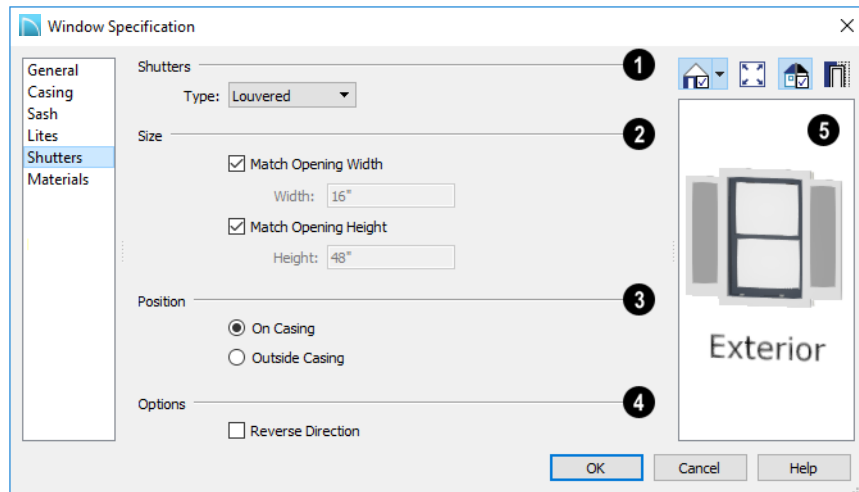 Window Specification
General
Casing
Sash
Lites
Shutters
Materials
Shutters
1
Type: Louvered
Size
2
Match Opening Width
Width: 16"
Match Opening Height
Height: 48"
Position
3
On Casing
Outside Casing
Options
4
Reverse Direction
5
Exterior
OK Cancel Help